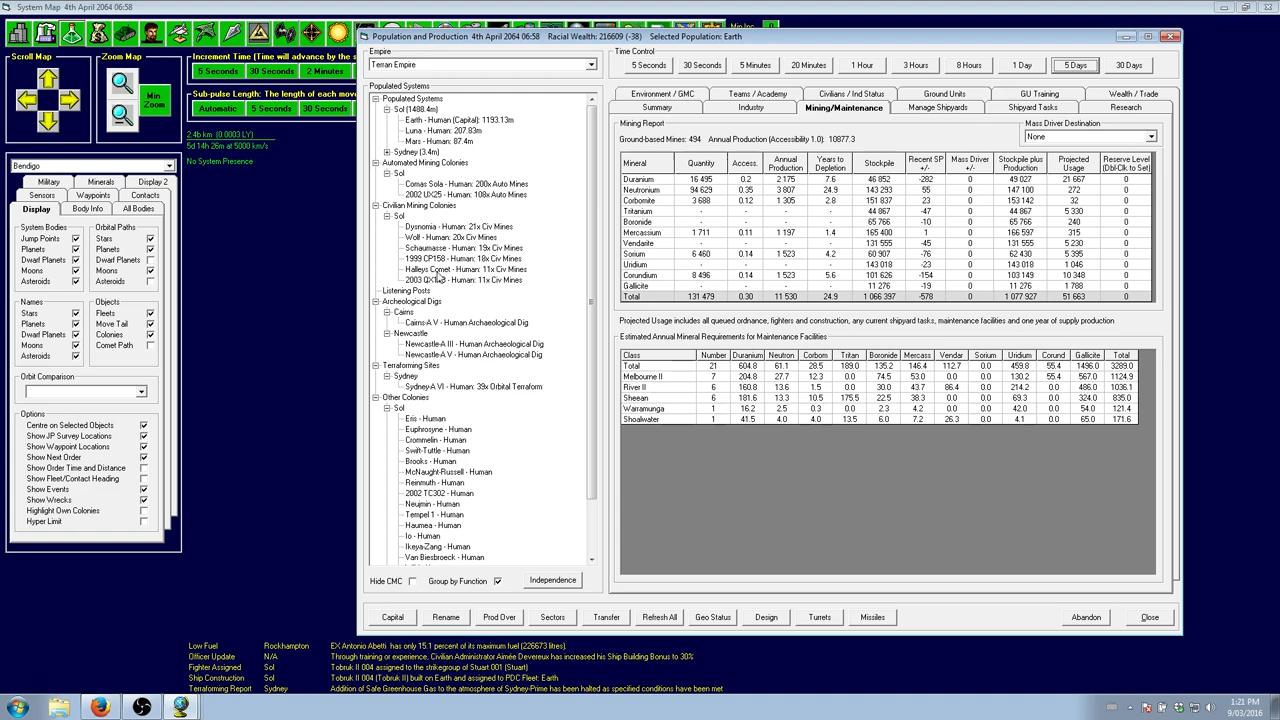 System Map 4th April 2064 06:58
Scroll Map
Zoom Map
Min Zoom
Increment Time (Time will advance by the s
5 Seconds 30 Seconds 2 Minutes
Sub-pulse Length: The length of each mov
Automatic 5 Seconds 30 Seconds
2.4b km (0.0003 LY)
5d 14h 26m at 5000 km/s
No System Presence
Bendigo
Military Minerals Display 2
Sensors Waypoints Contacts
Display Body Info All Bodies
System Bodies Orbital Paths
Jump Points Stars
Planets Planets
Dwarf Planets Dwarf Planets
Moons Moons
Asteroids Asteroids
Names Objects
Stars Fleets
Planets Move Tail
Dwarf Planets Colonies
Moons Comet Path
Asteroids
Orbit Comparison
Options
Centre on Selected Objects
Show JP Survey Locations
Show Waypoint Locations
Show Next Order
Show Order Time and Distance
Show Fleet/Contact Heading
Show Events
Show Wrecks
Highlight Own Colonies
Hyper Limit
Population and Production 4th April 2064 06:58 Racial Wealth: 216609 (-38) Selected Population: Earth
Empire
Terran Empire
Populated Systems
Populated Systems
Sol (1488.4m)
Earth - Human (Capital): 1193.13m
Luna - Human: 207.83m
Mars - Human: 87.4m
Sydney (3.4m)
Automated Mining Colonies
Sol
Comas Sola - Human: 200x Auto Mines
2002 UX25 - Human: 108x Auto Mines
Civilian Mining Colonies
Sol
Dysnomia - Human: 21x Civ Mines
Wolf - Human: 20x Civ Mines
Schaumasse - Human: 19x Civ Mines
1999 CP158 - Human: 18x Civ Mines
Halleys Comet - Human: 11x Civ Mines
Human: 11x Civ Mines
Listening Posts
Archeological Digs
Cairns
Cairns-A V - Human Archaeological Dig
Newcastle
Newcastle-A III - Human Archaeological Dig
Newcastle-A V - Human Archaeological Dig
Terraforming Sites
Sydney
Sydney-A VI - Human: 39x Orbital Terraform
Other Colonies
Sol
Eris - Human
Euphrosyne - Human
Crommelin - Human
Swift-Tuttle - Human
Brooks - Human
McNaught-Russell - Human
Reinmuth - Human
2002 TC302 - Human
Neujmin - Human
Tempel 1 - Human
Haumea - Human
Io - Human
Ikeya-Zang - Human
Van Biesbroeck - Human
Hide CMC Group by Function Independence
Time Control
5 Seconds 30 Seconds 5 Minutes 20 Minutes 1 Hour 3 Hours 8 Hours 1 Day 5 Days 30 Days
Environment / GMC Teams / Academy Civilians / Ind Status Ground Units GU Training Wealth / Trade
Summary Industry Mining/Maintenance Manage Shipyards Shipyard Tasks Research
Mining Report
Ground-based Mines: 494 Annual Production (Accessibility 1.0) 10877.3
Mass Driver Destination
None
Mineral Quantity Access. Annual Production Years to Depletion Stockpile Recent SP +/- Mass Driver +/- Stockpile plus Production Projected Usage Reserve Level (Dbl-Clk to Set)
Duranium 16 495 0.2 2 175 7.6 46 852 -282 0 49 027 21 667 0
Neutronium 94 629 0.35 3 807 24.9 143 293 55 0 147 100 272 0
Corbomite 3 688 0.12 1 305 2.8 151 837 23 0 153 142 32 0
Tritanium - - - - 44 867 -47 0 44 867 5 330 0
Boronide - - - - 65 766 -10 0 65 766 240 0
Mercassium 1 711 0.11 1 197 1.4 165 400 1 0 166 597 315 0
Vendarite - - - - 131 555 -45 0 131 555 5 230 0
Sorium 6 460 0.14 1 523 4.2 60 907 -76 0 62 430 5 395 0
Uridium - - - - 143 018 -23 0 143 018 1 046 0
Corundium 8 496 0.14 1 523 5.6 101 626 -154 0 103 149 10 348 0
Gallicite - - - - 11 276 -19 0 11 276 1 788 0
Total 131 479 0.30 11 530 24.9 1 066 397 -578 0 1 077 927 51 663 0
Projected Usage includes all queued ordnance, fighters and construction, any current shipyard tasks, maintenance facilities and one year of supply production
Estimated Annual Mineral Requirements for Maintenance Facilities
Class Number Duranium Neutron Corbom Tritan Boronide Mercass Vendar Sorium Uridium Corund Gallicite Total
Total 21 604.8 61.1 28.5 189.0 135.2 146.4 112.7 0.0 459.8 55.4 1496.0 3289.0
Melbourne II 7 204.8 27.7 12.3 0.0 74.5 53.0 0.0 0.0 130.2 55.4 567.0 1124.9
River II 6 160.8 13.6 1.5 0.0 30.0 43.7 86.4 0.0 214.2 0.0 486.0 1036.1
Sheean 6 181.6 13.3 10.5 175.5 22.5 38.3 0.0 0.0 69.3 0.0 324.0 835.0
Warramunga 1 16.2 2.5 0.3 0.0 2.3 4.2 0.0 0.0 42.0 0.0 54.0 121.4
Shoalwater 1 41.5 4.0 4.0 13.5 6.0 7.2 26.3 0.0 4.1 0.0 65.0 171.6
Capital Rename Prod Over Sectors Transfer Refresh All Geo Status Design Turrets Missiles Abandon Close
Low Fuel Rockhampton EX Antonio Abetti has only 15.1 percent of its maximum fuel (226673 litres).
Officer Update N/A Through training or experience, Civilian Administrator Aimée Devereux has increased his Ship Building Bonus to 30%
Fighter Assigned Sol Tobruk II 004 assigned to the strikegroup of Stuart 001 (Stuart)
Ship Construction Sol Tobruk II 004 (Tobruk II) built on Earth and assigned to PDC Fleet: Earth
Terraforming Report Sydney Addition of Safe Greenhouse Gas to the atmosphere of Sydney-Prime has been halted as specified conditions have been met
1:21 PM
9/03/2016